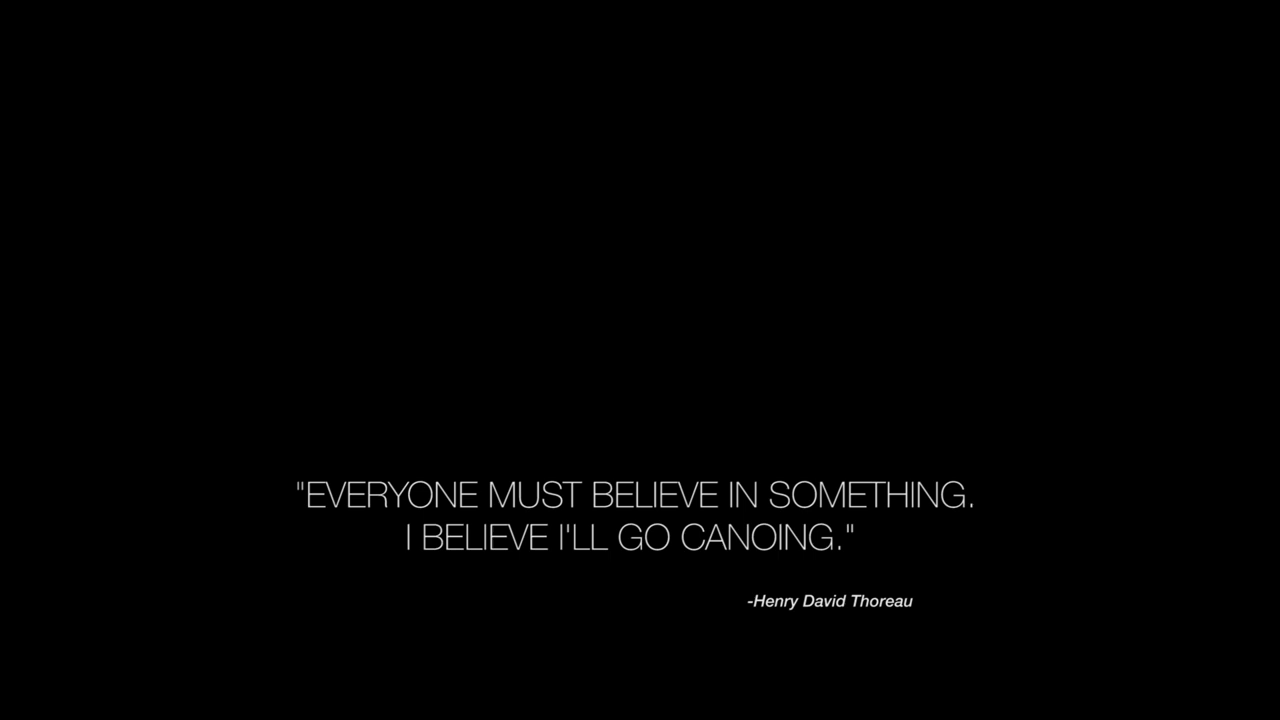 "EVERYONE MUST BELIEVE IN SOMETHING.
I BELIEVE I'LL GO CANOING."
-Henry David Thoreau